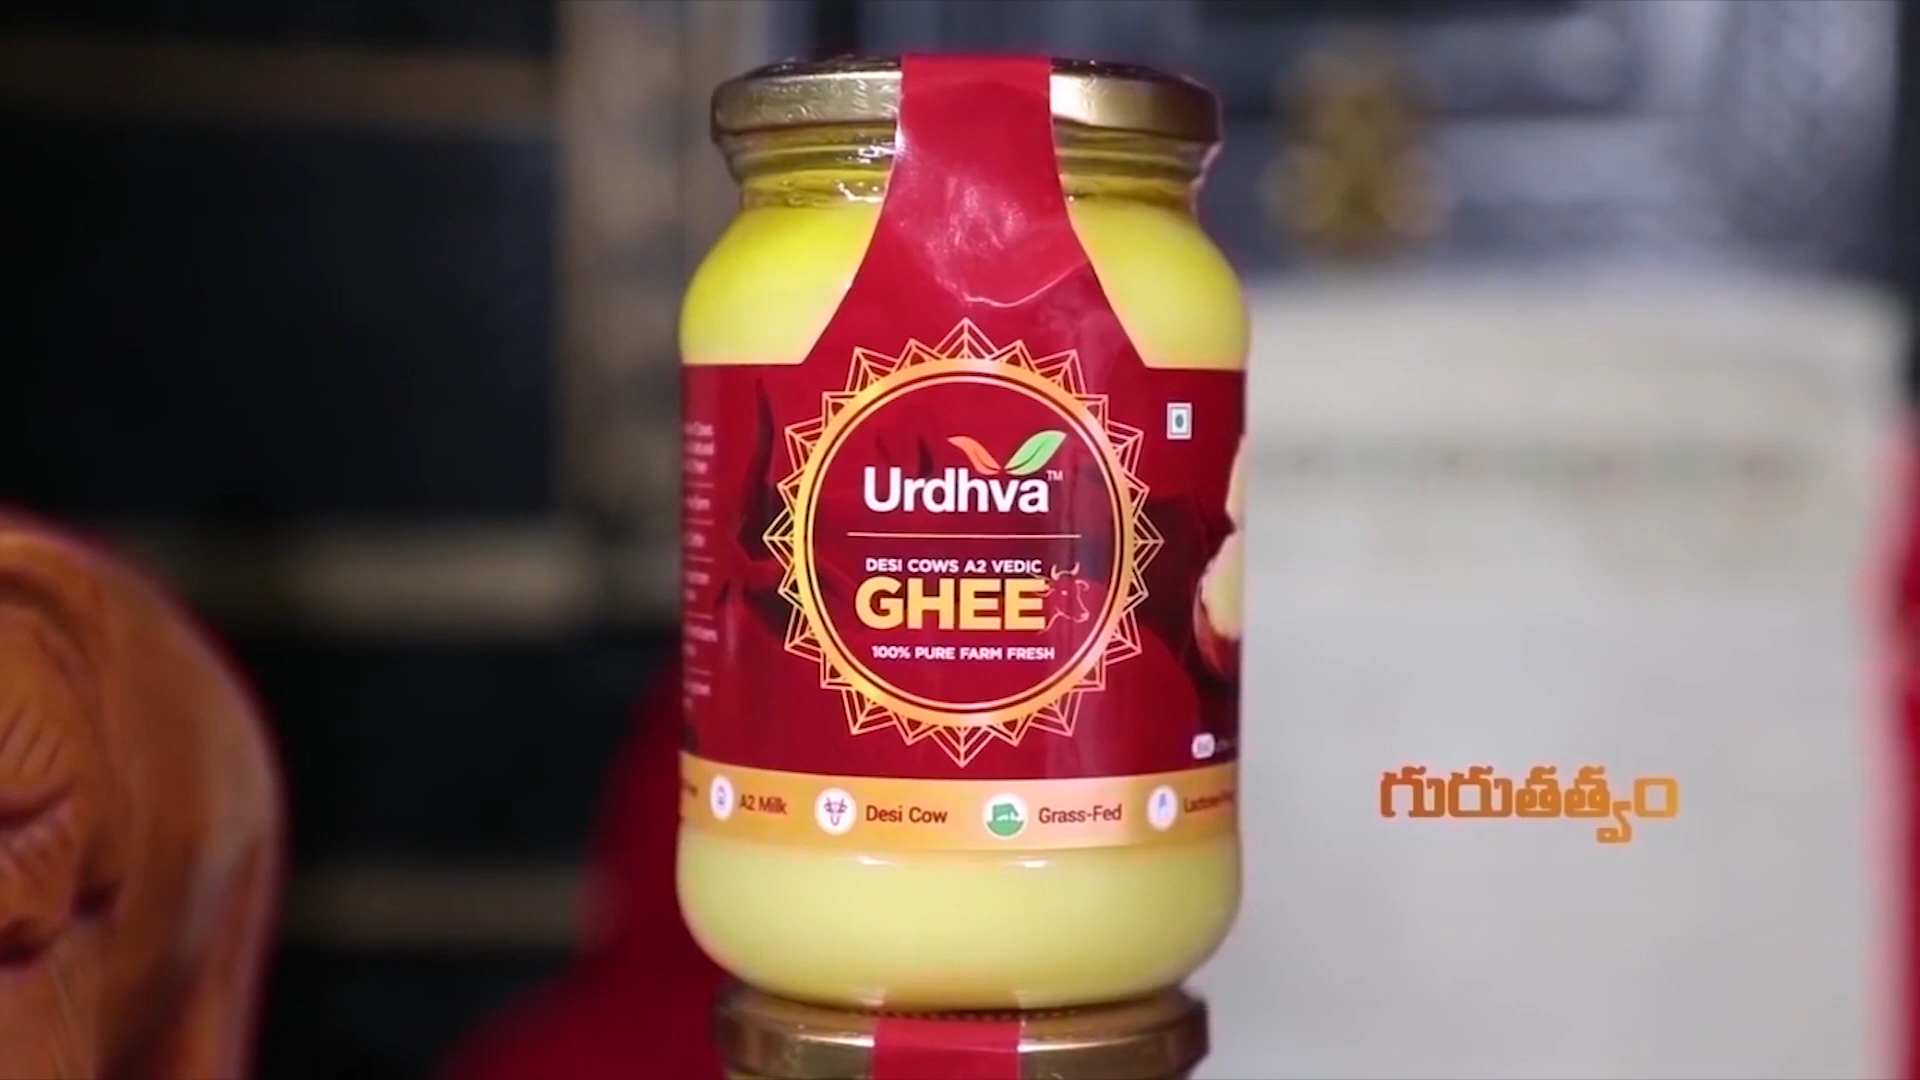 Urdhva™
DESI COWS A2 VEDIC
GHEE
100% PURE FARM FRESH
A2 Milk
Desi Cow
Grass-Fed
గురుతత్వం